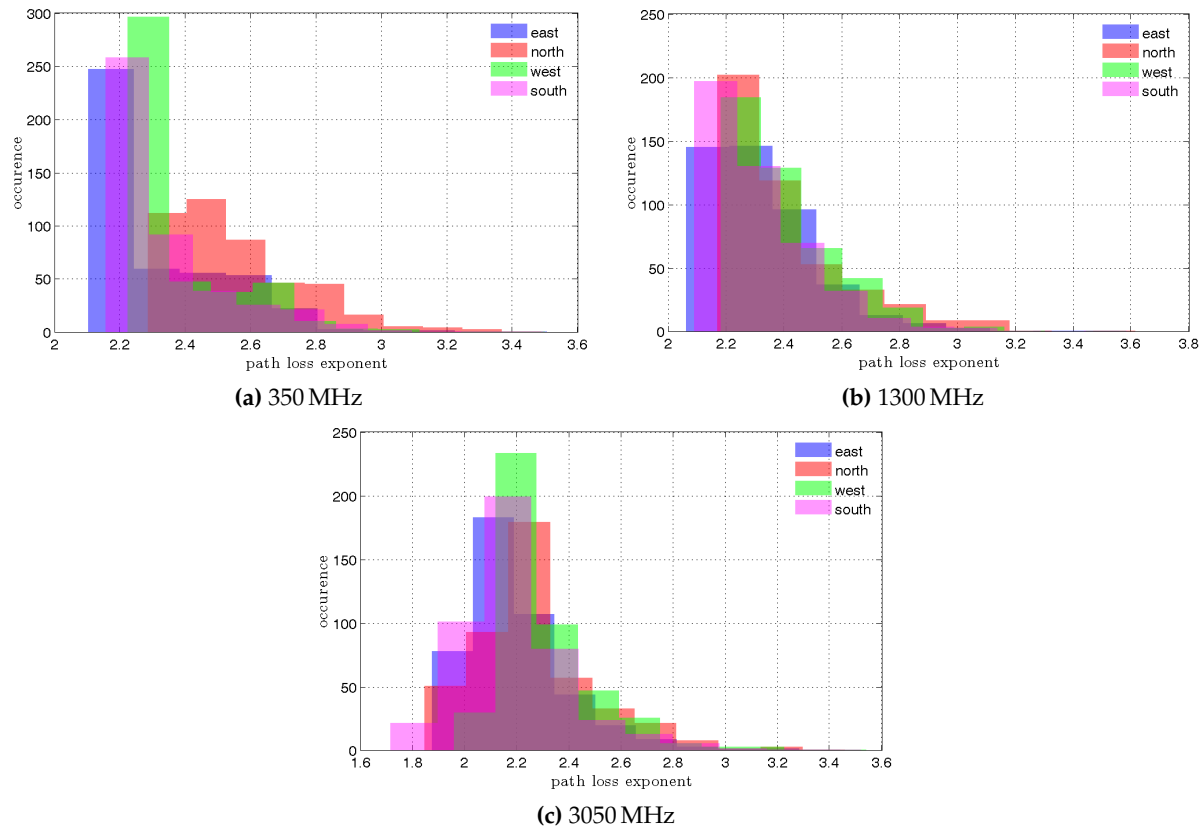 300
250
200
150
100
50
0
occurence
east
north
west
south
2 2.2 2.4 2.6 2.8 3 3.2 3.4 3.6
path loss exponent
(a) 350 MHz
250
200
150
100
50
0
occurence
east
north
west
south
2 2.2 2.4 2.6 2.8 3 3.2 3.4 3.6 3.8
path loss exponent
(b) 1300 MHz
250
200
150
100
50
0
occurence
east
north
west
south
1.6 1.8 2 2.2 2.4 2.6 2.8 3 3.2 3.4 3.6
path loss exponent
(c) 3050 MHz